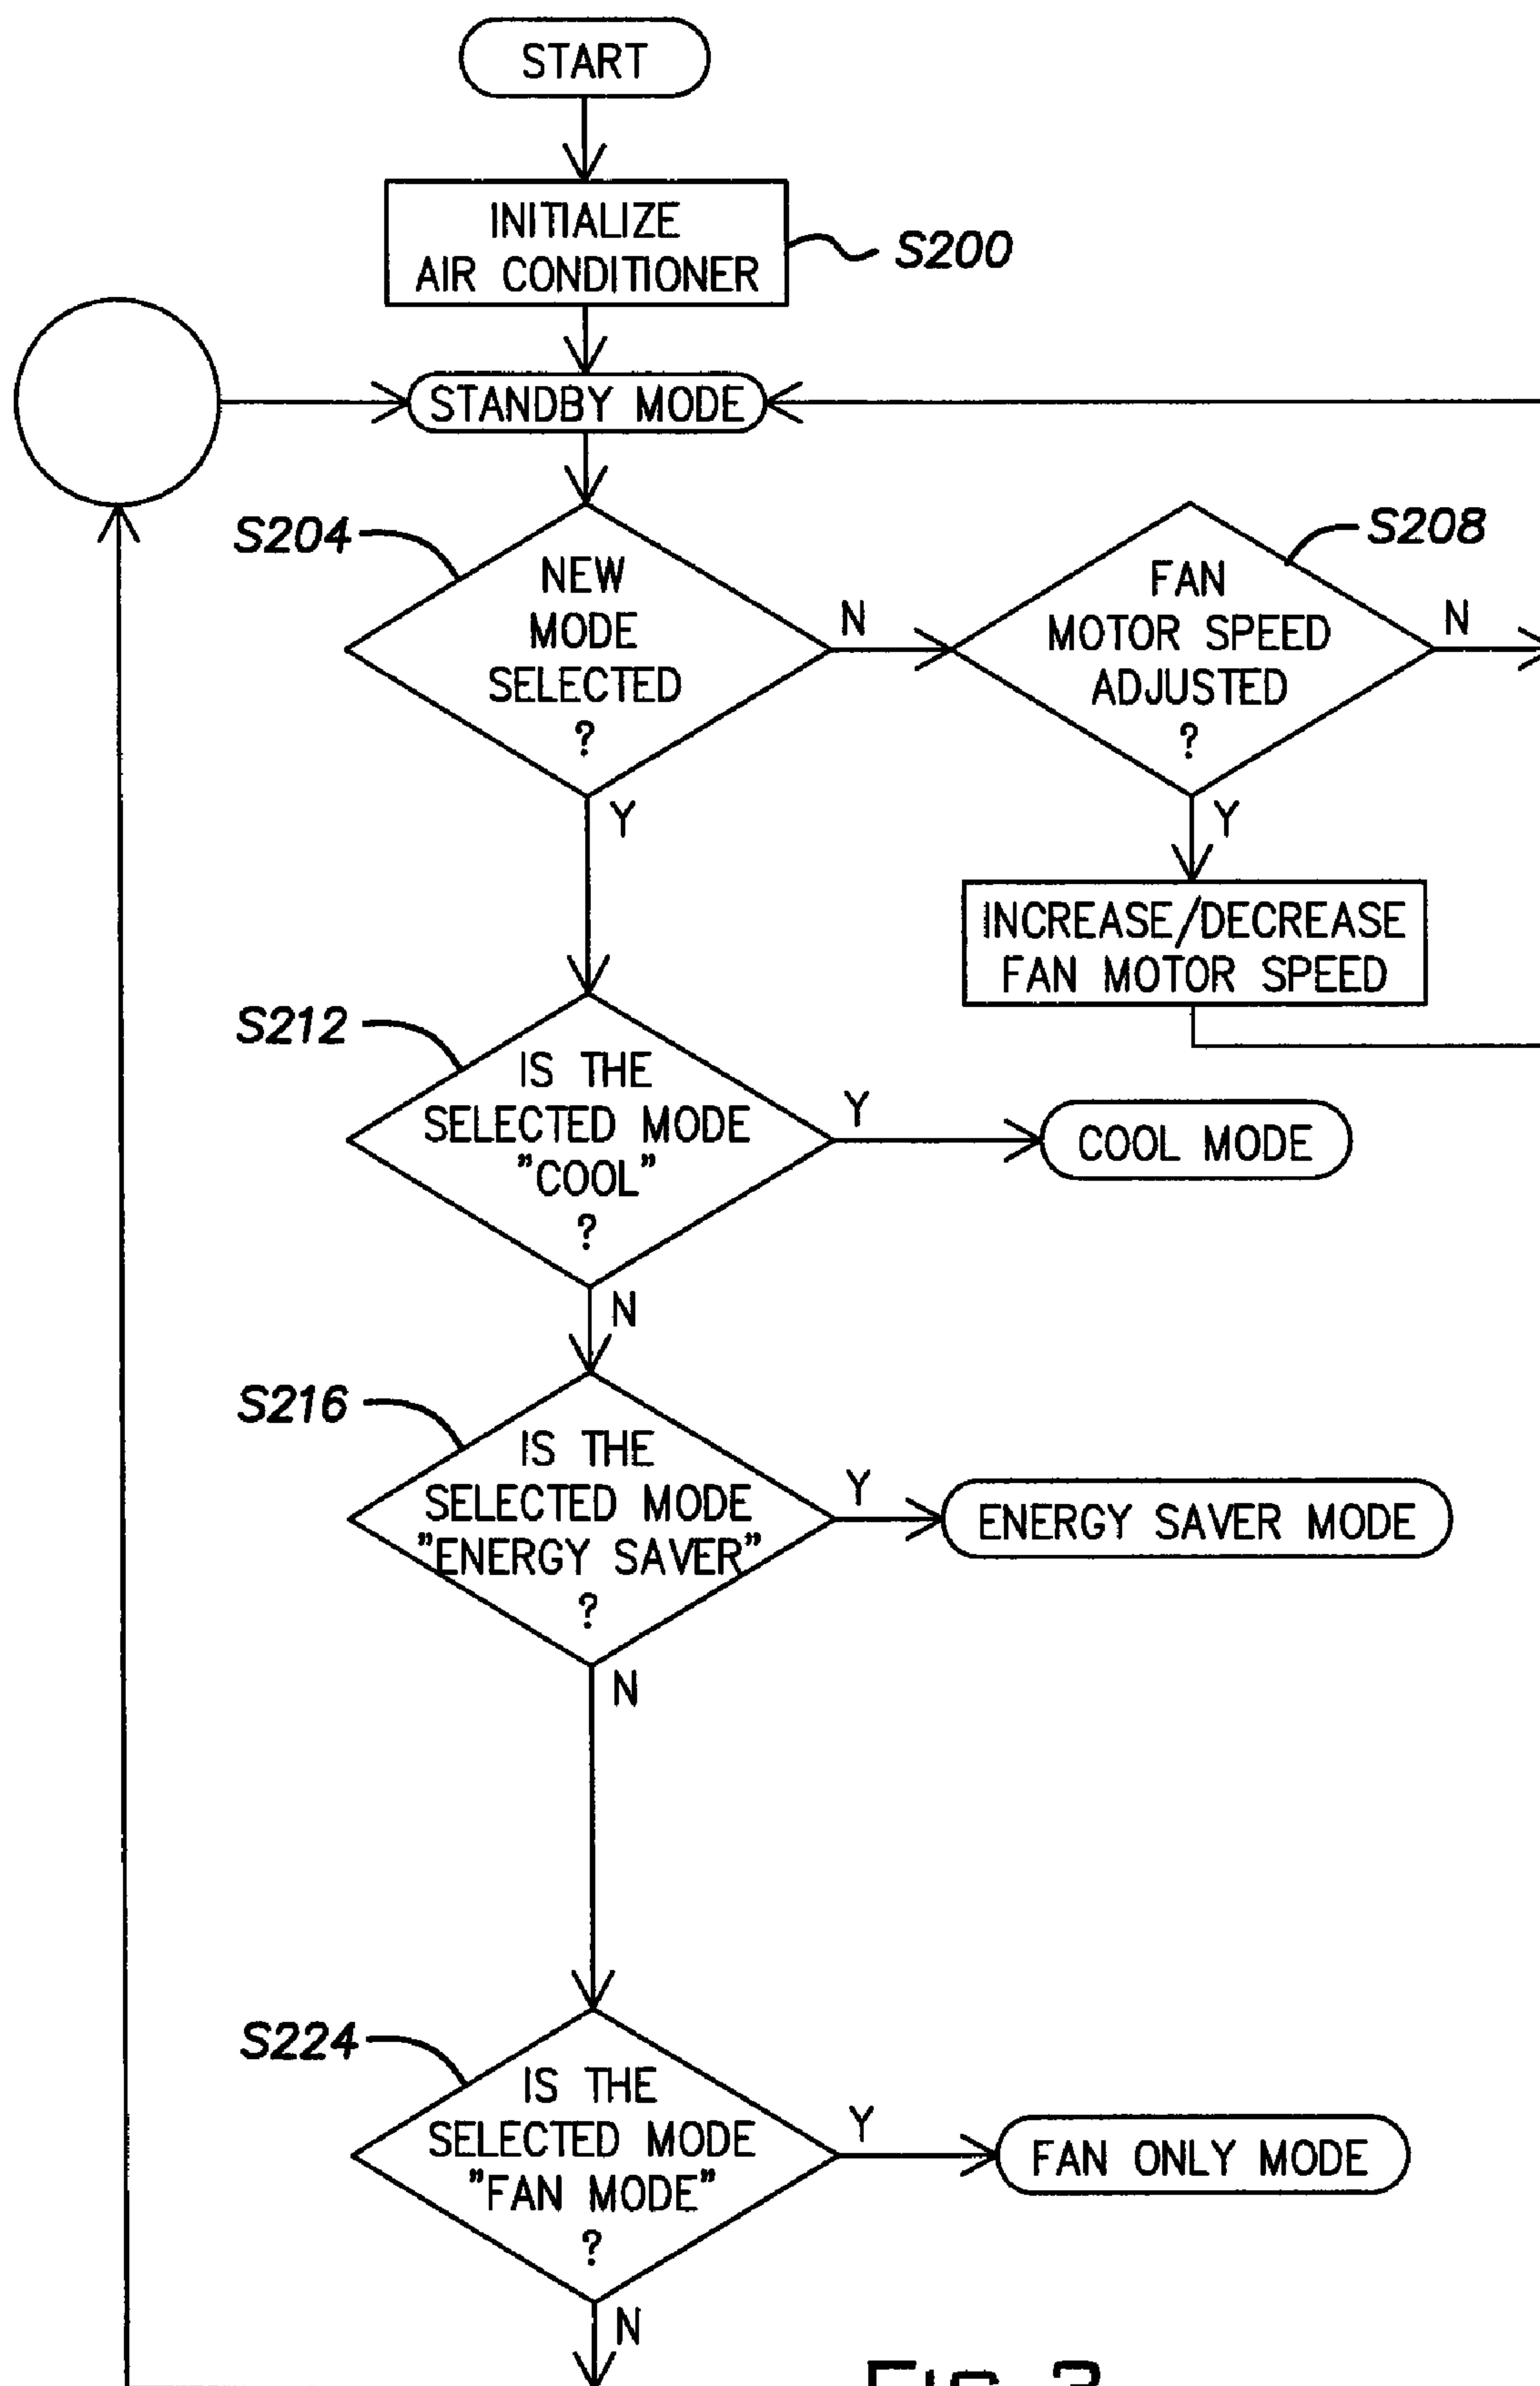 START
INITIALIZE
AIR CONDITIONER
S200
STANDBY MODE
S204
NEW
MODE
SELECTED
?
N
Y
S208
FAN
MOTOR SPEED
ADJUSTED
?
N
Y
INCREASE/DECREASE
FAN MOTOR SPEED
S212
IS THE
SELECTED MODE
"COOL"
?
Y
COOL MODE
N
S216
IS THE
SELECTED MODE
"ENERGY SAVER"
?
Y
ENERGY SAVER MODE
N
S224
IS THE
SELECTED MODE
"FAN MODE"
?
Y
FAN ONLY MODE
N